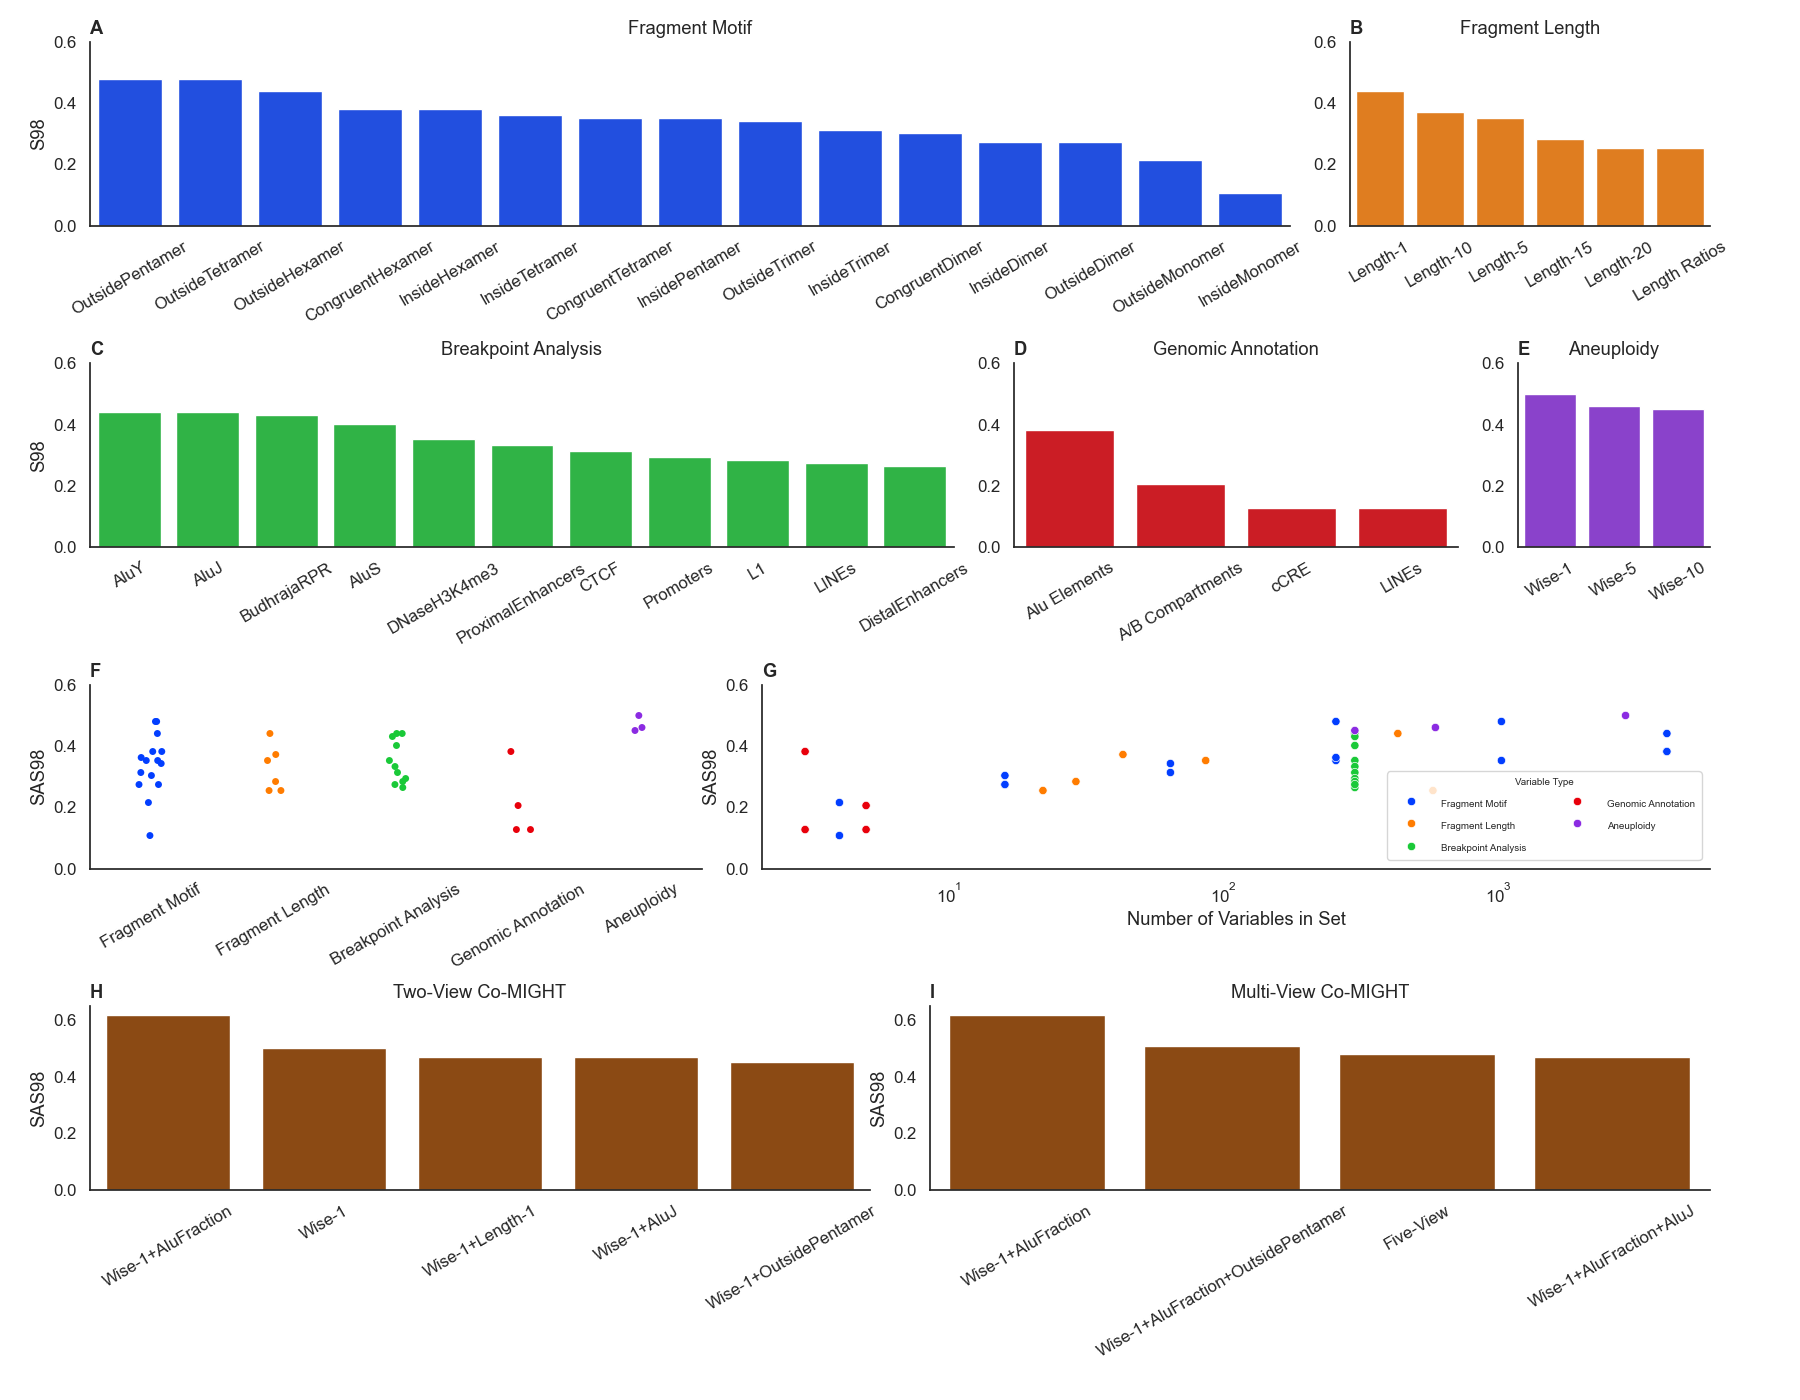 A
Fragment Motif
0.6
0.4
0.2
0.0
S98
OutsidePentamer
OutsideTetramer
OutsideHexamer
CongruentHexamer
InsideHexamer
InsideTetramer
CongruentTetramer
InsidePentamer
OutsideTrimer
InsideTrimer
CongruentDimer
InsideDimer
OutsideDimer
OutsideMonomer
InsideMonomer
B
Fragment Length
0.6
0.4
0.2
0.0
Length-1
Length-10
Length-5
Length-15
Length-20
Length Ratios
C
Breakpoint Analysis
0.6
0.4
0.2
0.0
S98
AluY
AluJ
BudhrajaRPR
AluS
DNaseH3K4me3
ProximalEnhancers
CTCF
Promoters
L1
LINEs
DistalEnhancers
D
Genomic Annotation
0.6
0.4
0.2
0.0
Alu Elements
A/B Compartments
cCRE
LINEs
E
Aneuploidy
0.6
0.4
0.2
0.0
Wise-1
Wise-5
Wise-10
F
0.6
0.4
0.2
0.0
SAS98
Fragment Motif
Fragment Length
Breakpoint Analysis
Genomic Annotation
Aneuploidy
G
0.6
0.4
0.2
0.0
SAS98
10¹
10²
10³
Number of Variables in Set
Variable Type
Fragment Motif
Fragment Length
Breakpoint Analysis
Genomic Annotation
Aneuploidy
H
Two-View Co-MIGHT
0.6
0.4
0.2
0.0
SAS98
Wise-1+AluFraction
Wise-1
Wise-1+Length-1
Wise-1+AluJ
Wise-1+OutsidePentamer
I
Multi-View Co-MIGHT
0.6
0.4
0.2
0.0
SAS98
Wise-1+AluFraction
Wise-1+AluFraction+OutsidePentamer
Five-View
Wise-1+AluFraction+AluJ